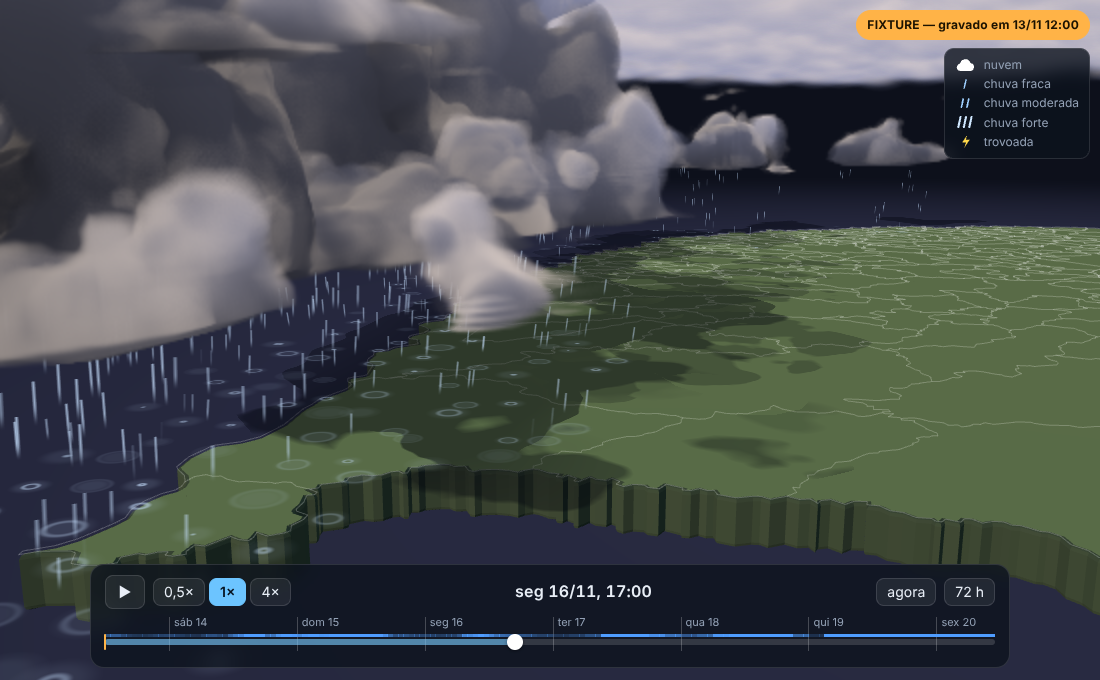 FIXTURE — gravado em 13/11 12:00
nuvem
chuva fraca
chuva moderada
chuva forte
trovoada
0,5×
1×
4×
seg 16/11, 17:00
agora
72 h
sáb 14
dom 15
seg 16
ter 17
qua 18
qui 19
sex 20